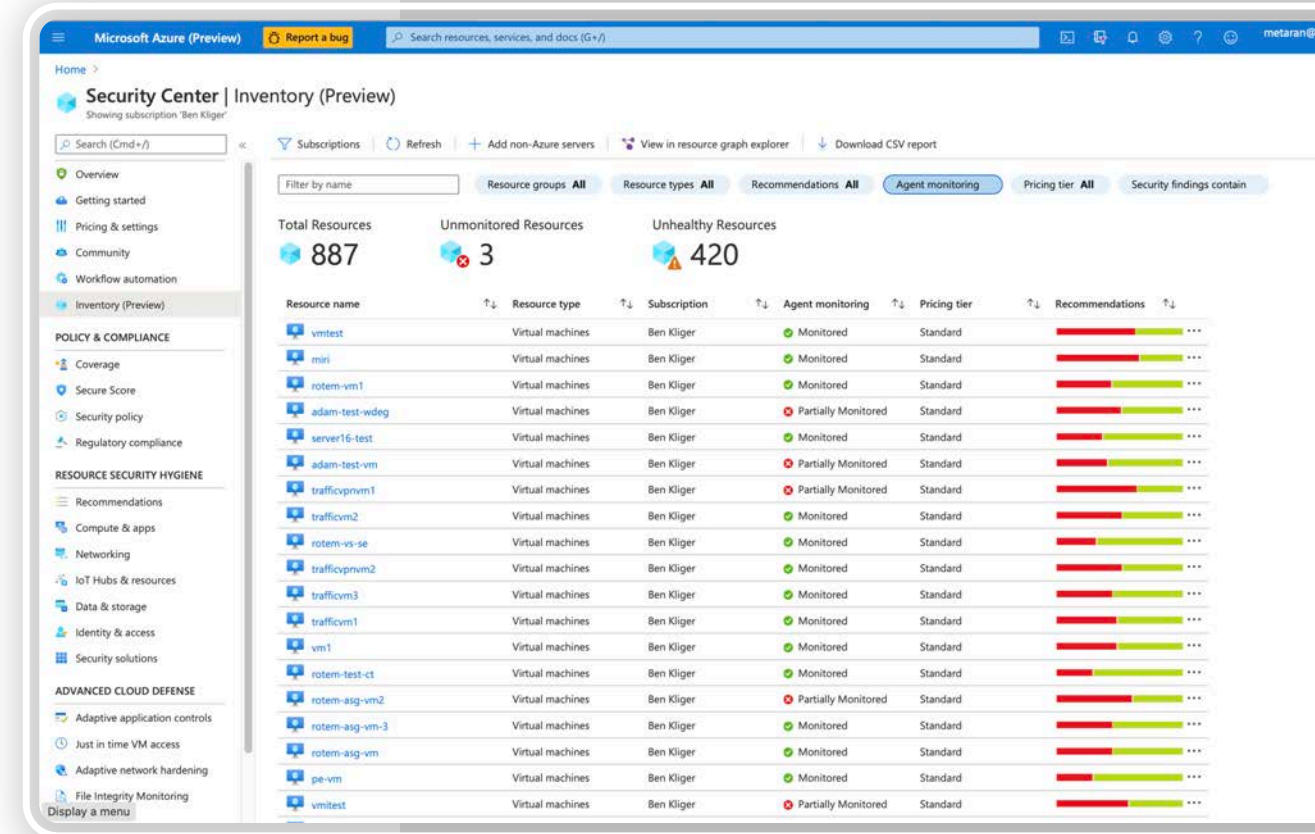 Microsoft Azure (Preview) Report a bug Search resources, services, and docs (G+/) metaran@
Home >
Security Center | Inventory (Preview)
Showing subscription 'Ben Kliger'
Search (Cmd+/) «
Subscriptions Refresh + Add non-Azure servers View in resource graph explorer Download CSV report
Overview
Getting started
Pricing & settings
Community
Workflow automation
Inventory (Preview)
POLICY & COMPLIANCE
Coverage
Secure Score
Security policy
Regulatory compliance
RESOURCE SECURITY HYGIENE
Recommendations
Compute & apps
Networking
IoT Hubs & resources
Data & storage
Identity & access
Security solutions
ADVANCED CLOUD DEFENSE
Adaptive application controls
Just in time VM access
Adaptive network hardening
File Integrity Monitoring
Display a menu
Filter by name Resource groups All Resource types All Recommendations All Agent monitoring Pricing tier All Security findings contain
Total Resources Unmonitored Resources Unhealthy Resources
887 3 420
Resource name Resource type Subscription Agent monitoring Pricing tier Recommendations
vmtest Virtual machines Ben Kliger Monitored Standard
miri Virtual machines Ben Kliger Monitored Standard
rotem-vm1 Virtual machines Ben Kliger Monitored Standard
adam-test-wdeg Virtual machines Ben Kliger Partially Monitored Standard
server16-test Virtual machines Ben Kliger Monitored Standard
adam-test-vm Virtual machines Ben Kliger Partially Monitored Standard
trafficvpnvm1 Virtual machines Ben Kliger Partially Monitored Standard
trafficvm2 Virtual machines Ben Kliger Monitored Standard
rotem-vs-se Virtual machines Ben Kliger Monitored Standard
trafficvpnvm2 Virtual machines Ben Kliger Monitored Standard
trafficvm3 Virtual machines Ben Kliger Monitored Standard
trafficvm1 Virtual machines Ben Kliger Monitored Standard
vm1 Virtual machines Ben Kliger Monitored Standard
rotem-test-ct Virtual machines Ben Kliger Monitored Standard
rotem-asg-vm2 Virtual machines Ben Kliger Partially Monitored Standard
rotem-asg-vm-3 Virtual machines Ben Kliger Monitored Standard
rotem-asg-vm Virtual machines Ben Kliger Monitored Standard
pe-vm Virtual machines Ben Kliger Monitored Standard
vmitest Virtual machines Ben Kliger Partially Monitored Standard